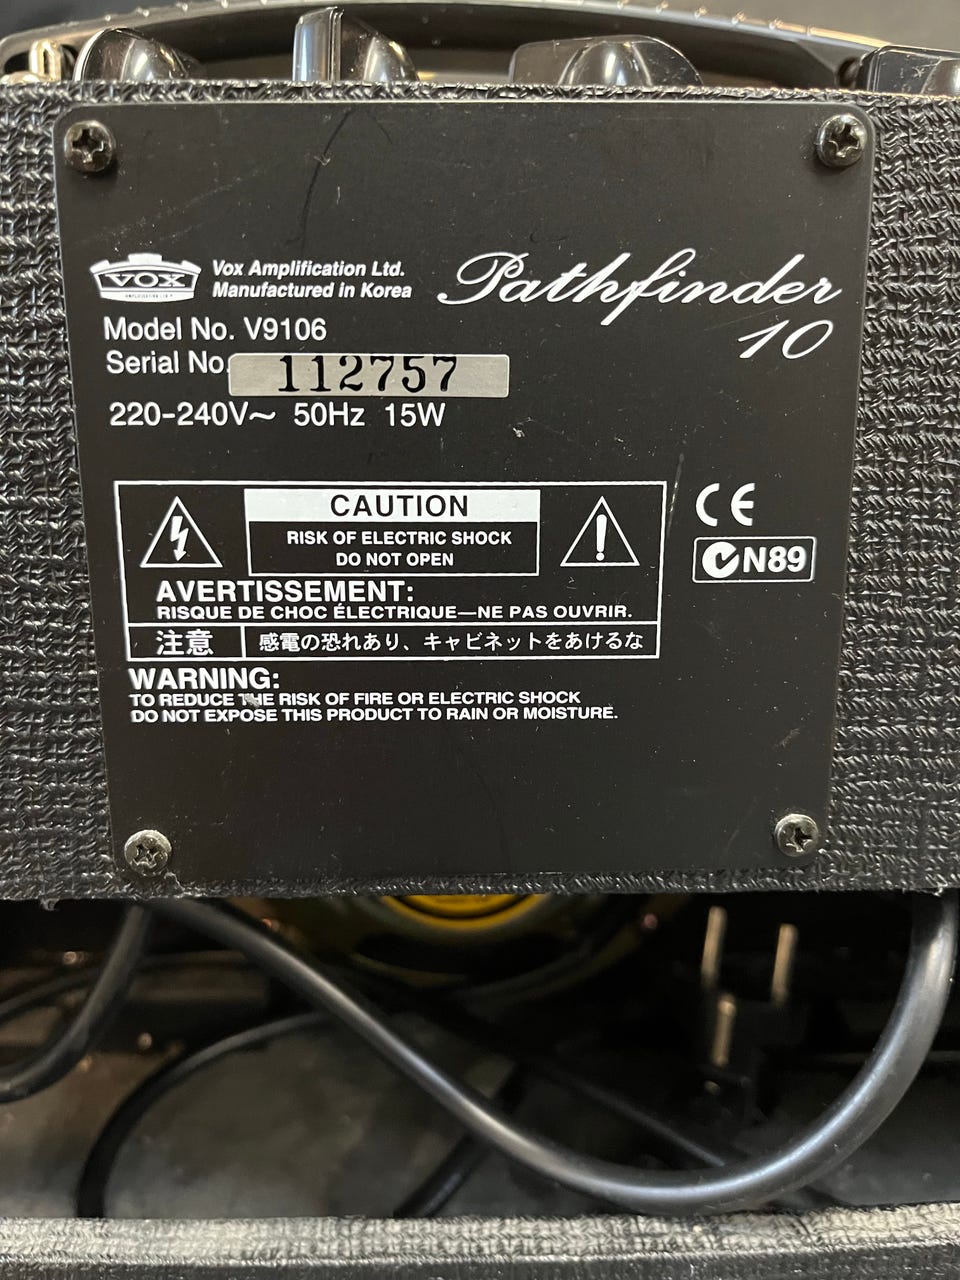 VOX
Vox Amplification Ltd.
Manufactured in Korea
Pathfinder
10
Model No. V9106
Serial No. 112757
220-240V~ 50Hz 15W
CAUTION
RISK OF ELECTRIC SHOCK
DO NOT OPEN
CE
N89
AVERTISSEMENT:
RISQUE DE CHOC ÉLECTRIQUE—NE PAS OUVRIR.
注意 感電の恐れあり、キャビネットをあけるな
WARNING:
TO REDUCE THE RISK OF FIRE OR ELECTRIC SHOCK
DO NOT EXPOSE THIS PRODUCT TO RAIN OR MOISTURE.